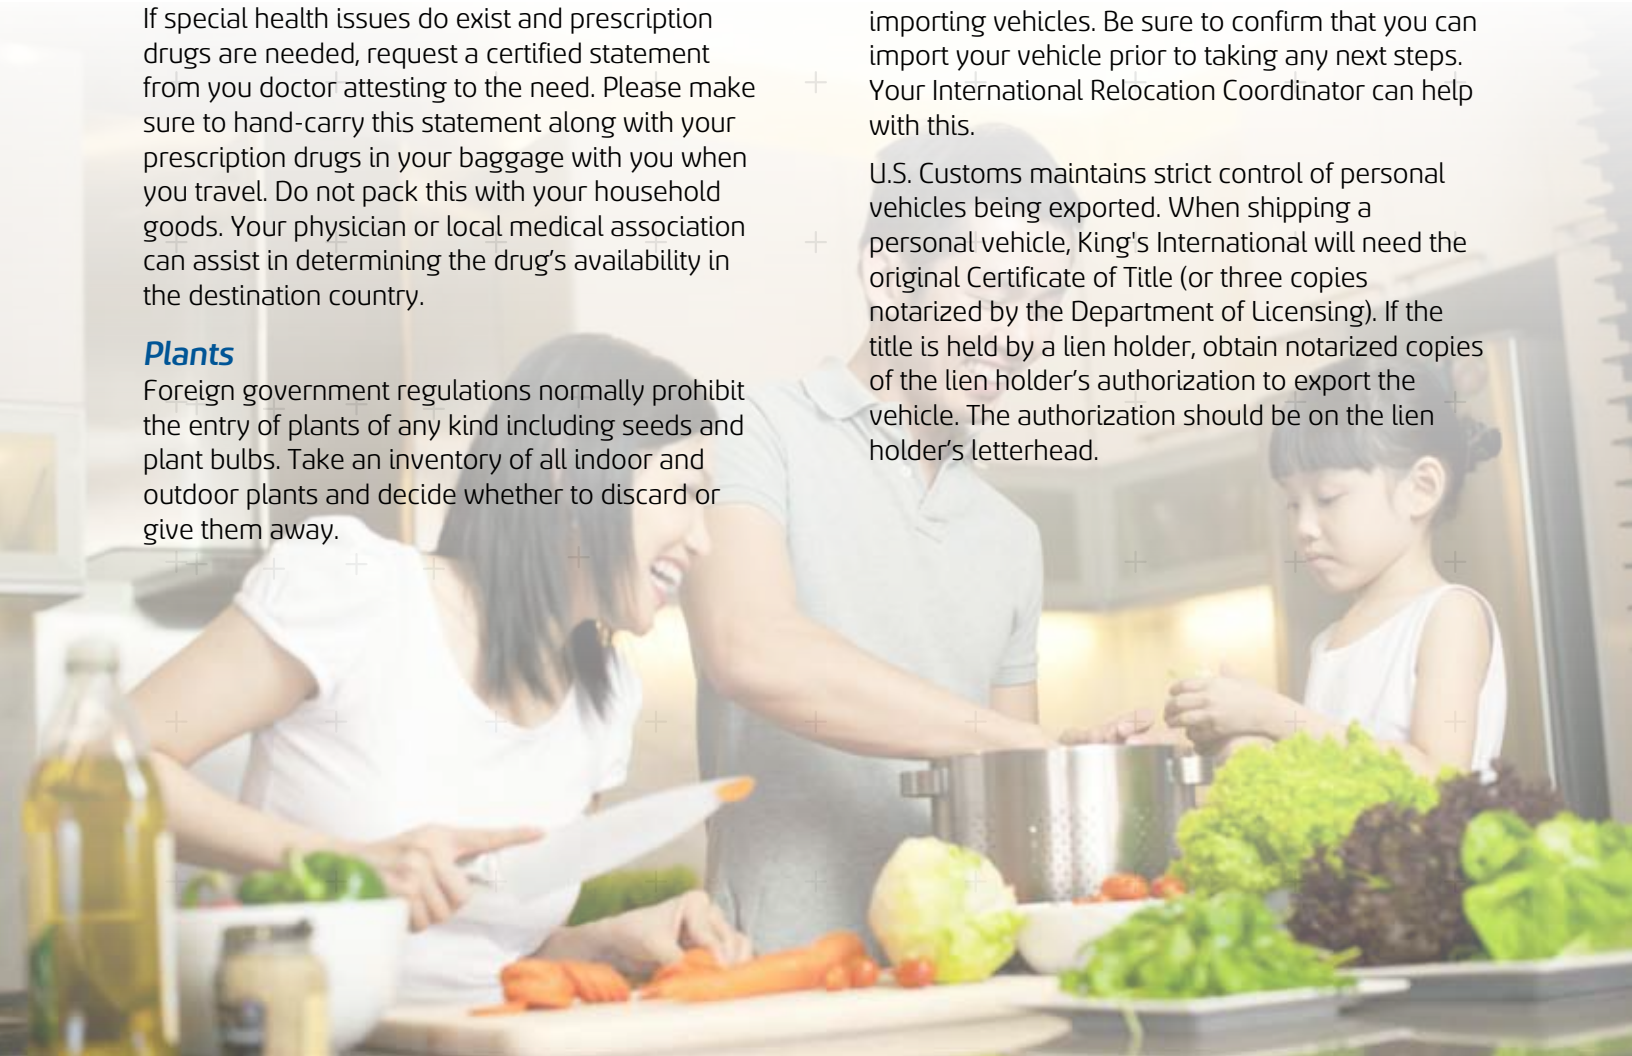 If special health issues do exist and prescription
drugs are needed, request a certified statement
from you doctor attesting to the need. Please make
sure to hand-carry this statement along with your
prescription drugs in your baggage with you when
you travel. Do not pack this with your household
goods. Your physician or local medical association
can assist in determining the drug’s availability in
the destination country.
Plants
Foreign government regulations normally prohibit
the entry of plants of any kind including seeds and
plant bulbs. Take an inventory of all indoor and
outdoor plants and decide whether to discard or
give them away.
importing vehicles. Be sure to confirm that you can
import your vehicle prior to taking any next steps.
Your International Relocation Coordinator can help
with this.
U.S. Customs maintains strict control of personal
vehicles being exported. When shipping a
personal vehicle, King's International will need the
original Certificate of Title (or three copies
notarized by the Department of Licensing). If the
title is held by a lien holder, obtain notarized copies
of the lien holder’s authorization to export the
vehicle. The authorization should be on the lien
holder’s letterhead.